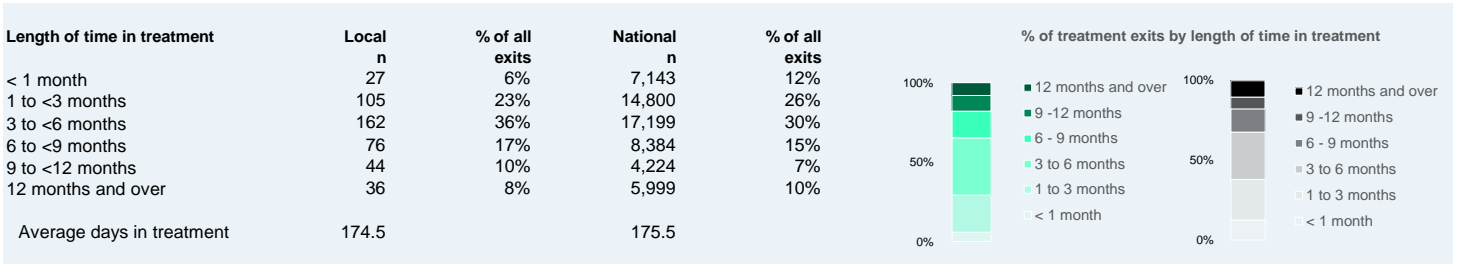 Length of time in treatment Local % of all National % of all
n exits n exits
< 1 month 27 6% 7,143 12%
1 to <3 months 105 23% 14,800 26%
3 to <6 months 162 36% 17,199 30%
6 to <9 months 76 17% 8,384 15%
9 to <12 months 44 10% 4,224 7%
12 months and over 36 8% 5,999 10%
Average days in treatment 174.5 175.5
% of treatment exits by length of time in treatment
100%
50%
0%
12 months and over
9 -12 months
6 - 9 months
3 to 6 months
1 to 3 months
< 1 month
100%
50%
0%
12 months and over
9 -12 months
6 - 9 months
3 to 6 months
1 to 3 months
< 1 month